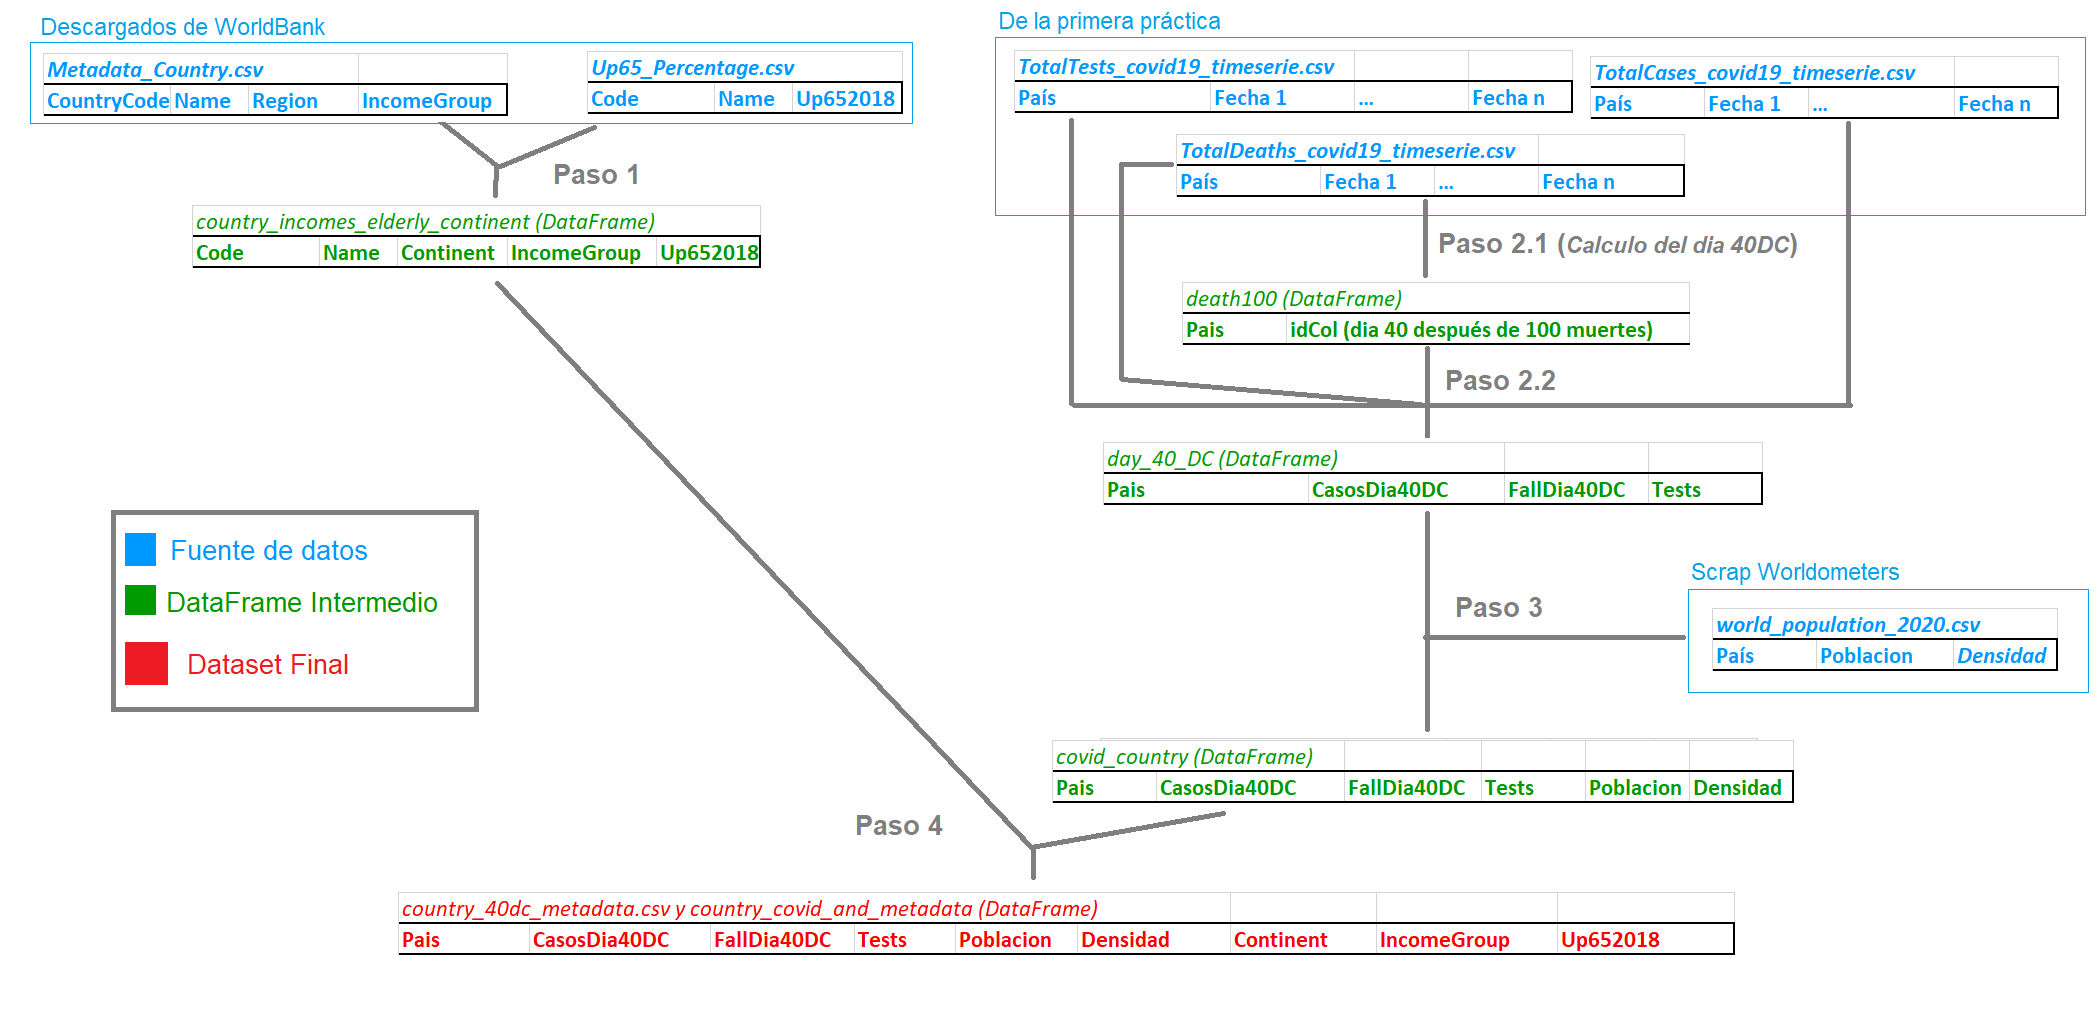 Descargados de WorldBank
Metadata_Country.csv
CountryCode Name Region IncomeGroup
Up65_Percentage.csv
Code Name Up652018
Paso 1
country_incomes_elderly_continent (DataFrame)
Code Name Continent IncomeGroup Up652018
De la primera práctica
TotalTests_covid19_timeserie.csv
País Fecha 1 ... Fecha n
TotalCases_covid19_timeserie.csv
País Fecha 1 ... Fecha n
TotalDeaths_covid19_timeserie.csv
País Fecha 1 ... Fecha n
Paso 2.1 (Calculo del dia 40DC)
death100 (DataFrame)
Pais idCol (dia 40 después de 100 muertes)
Paso 2.2
day_40_DC (DataFrame)
Pais CasosDia40DC FallDia40DC Tests
Fuente de datos
DataFrame Intermedio
Dataset Final
Scrap Worldometers
world_population_2020.csv
País Poblacion Densidad
Paso 3
covid_country (DataFrame)
Pais CasosDia40DC FallDia40DC Tests Poblacion Densidad
Paso 4
country_40dc_metadata.csv y country_covid_and_metadata (DataFrame)
Pais CasosDia40DC FallDia40DC Tests Poblacion Densidad Continent IncomeGroup Up652018